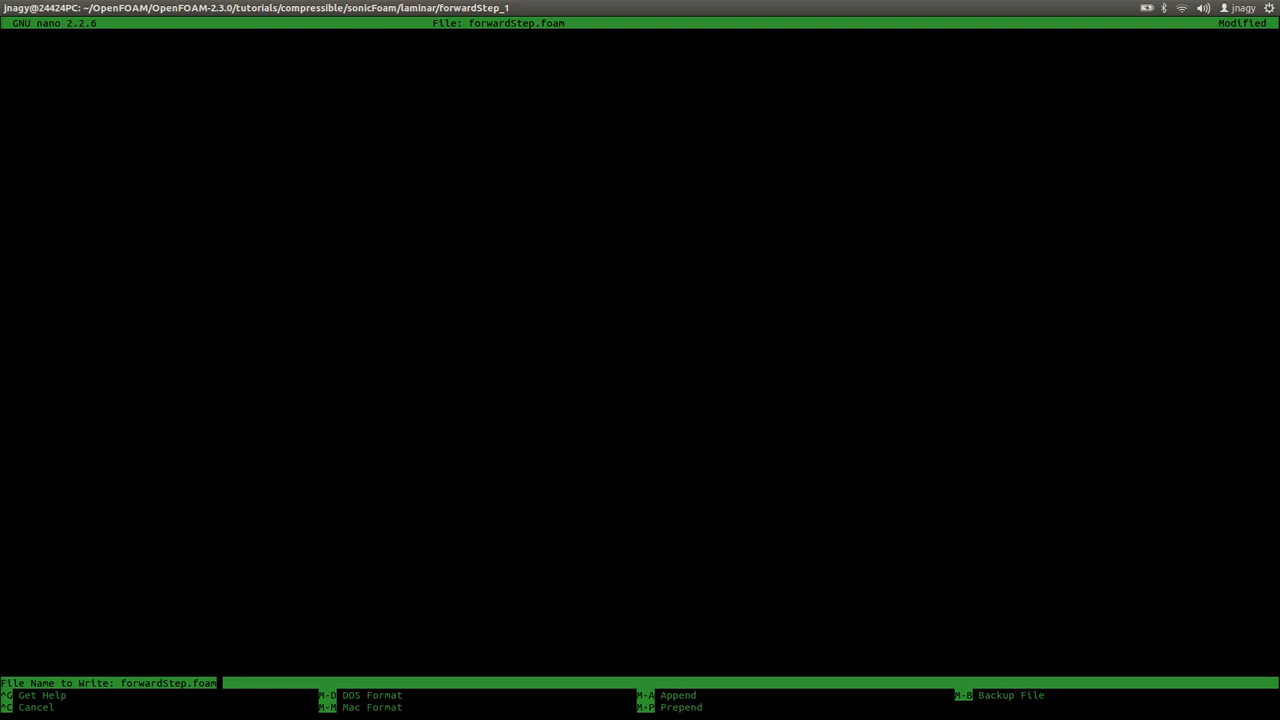 jnagy@24424PC: ~/OpenFOAM/OpenFOAM-2.3.0/tutorials/compressible/sonicFoam/laminar/forwardStep_1 jnagy
GNU nano 2.2.6 File: forwardStep.foam Modified
File Name to Write: forwardStep.foam
^G Get Help M-D DOS Format M-A Append M-B Backup File
^C Cancel M-M Mac Format M-P Prepend